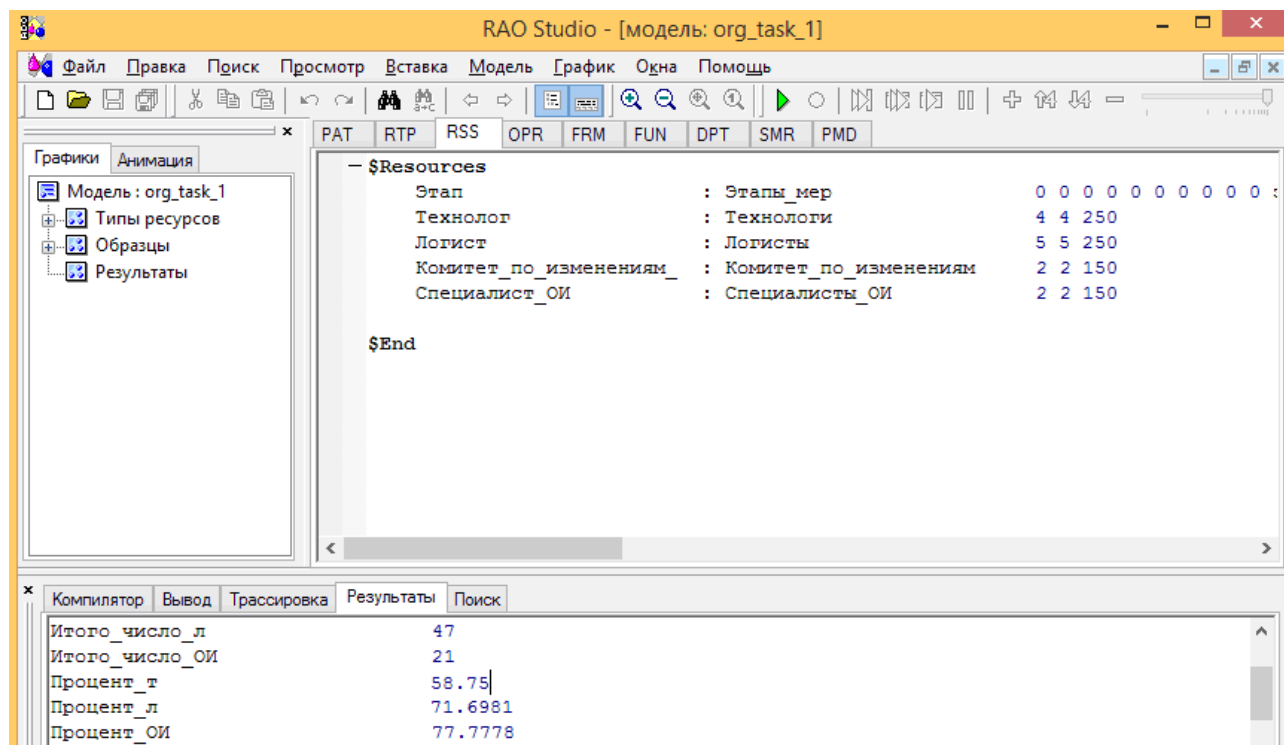 RAO Studio - [модель: org_task_1]
Файл Правка Поиск Просмотр Вставка Модель График Окна Помощь
PAT RTP RSS OPR FRM FUN DPT SMR PMD
Графики Анимация
Модель : org_task_1
Типы ресурсов
Образцы
Результаты
$Resources
Этап : Этапы_мер 0 0 0 0 0 0 0 0 0 0
Технолог : Технологи 4 4 250
Логист : Логисты 5 5 250
Комитет_по_изменениям_ : Комитет_по_изменениям 2 2 150
Специалист_ОИ : Специалисты_ОИ 2 2 150
$End
Компилятор Вывод Трассировка Результаты Поиск
Итого_число_л 47
Итого_число_ОИ 21
Процент_т 58.75
Процент_л 71.6981
Процент_ОИ 77.7778